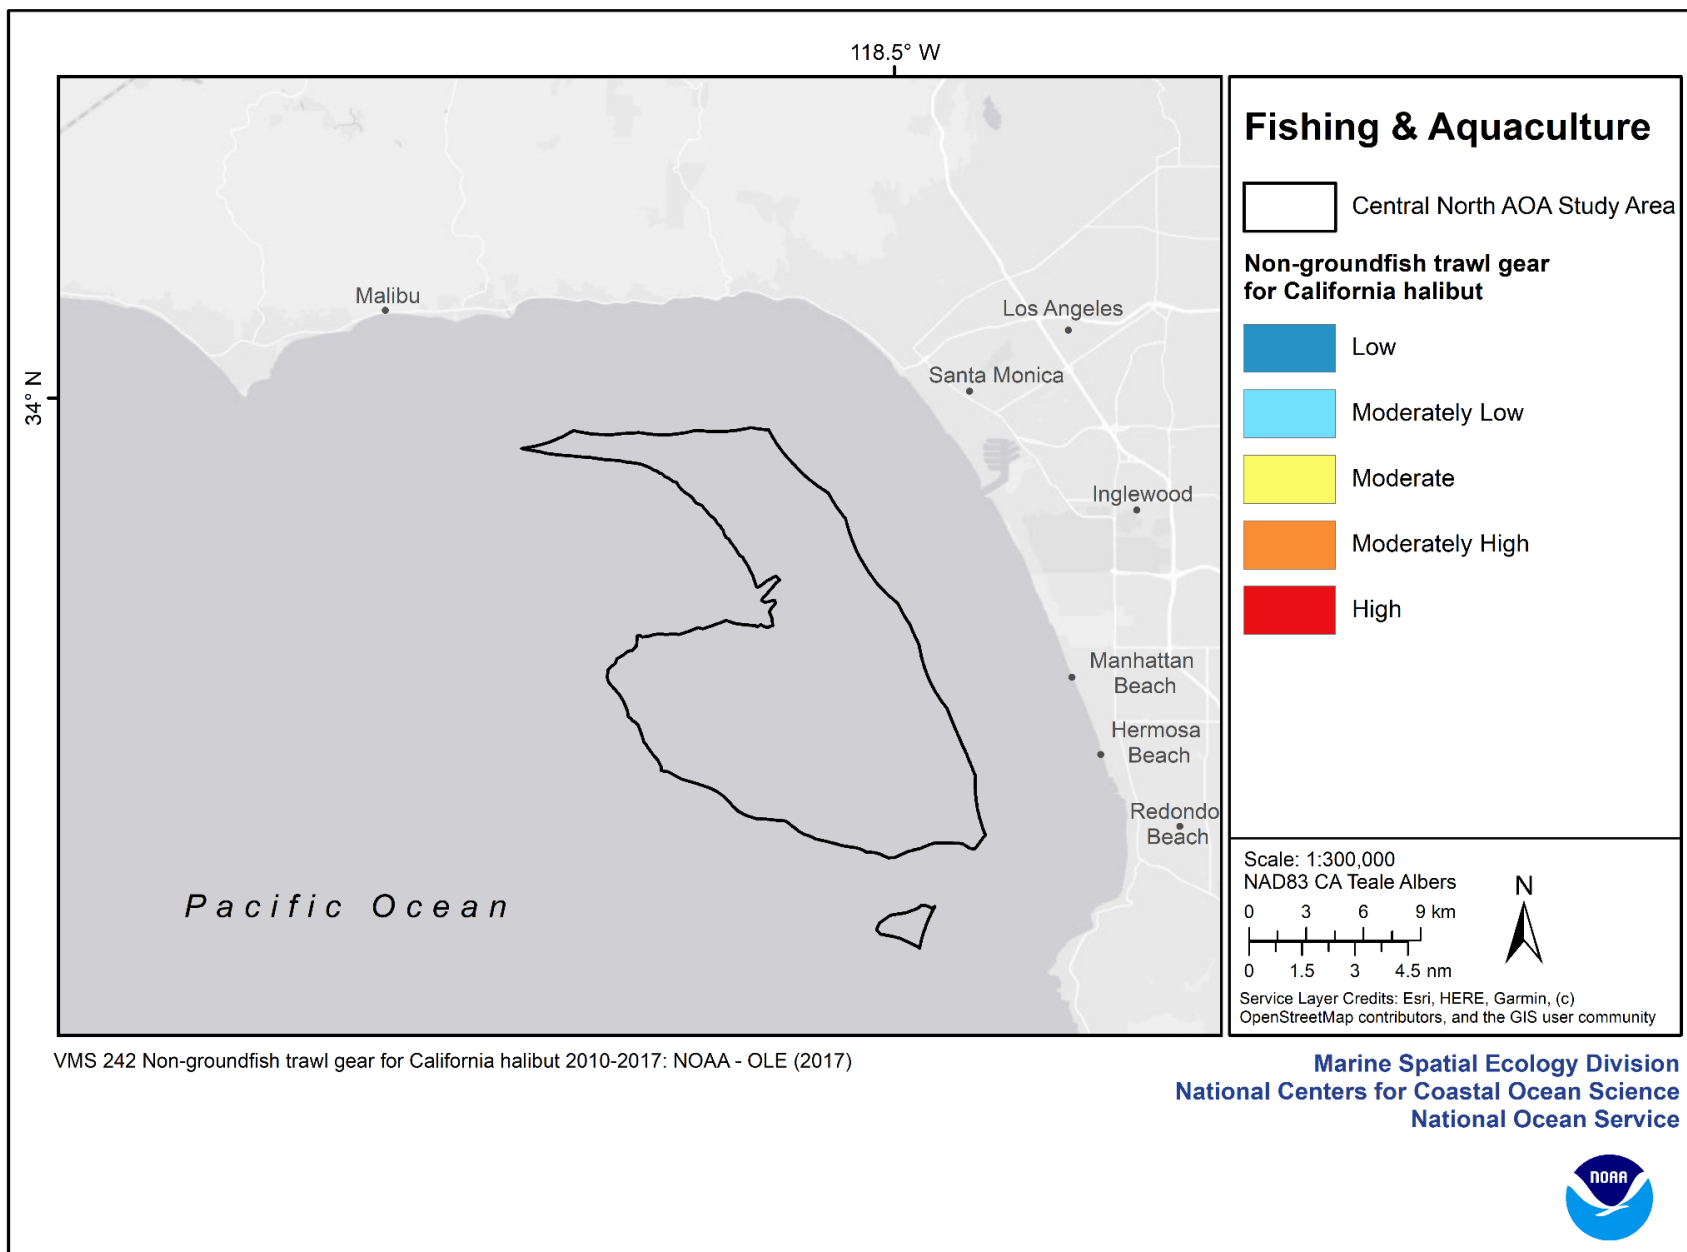 118.5° W
34° N
Malibu
Los Angeles
Santa Monica
Inglewood
Manhattan
Beach
Hermosa
Beach
Redondo
Beach
Pacific Ocean
Fishing & Aquaculture
Central North AOA Study Area
Non-groundfish trawl gear
for California halibut
Low
Moderately Low
Moderate
Moderately High
High
Scale: 1:300,000
NAD83 CA Teale Albers
0 3 6 9 km
0 1.5 3 4.5 nm
N
Service Layer Credits: Esri, HERE, Garmin, (c)
OpenStreetMap contributors, and the GIS user community
VMS 242 Non-groundfish trawl gear for California halibut 2010-2017: NOAA - OLE (2017)
Marine Spatial Ecology Division
National Centers for Coastal Ocean Science
National Ocean Service
NOAA